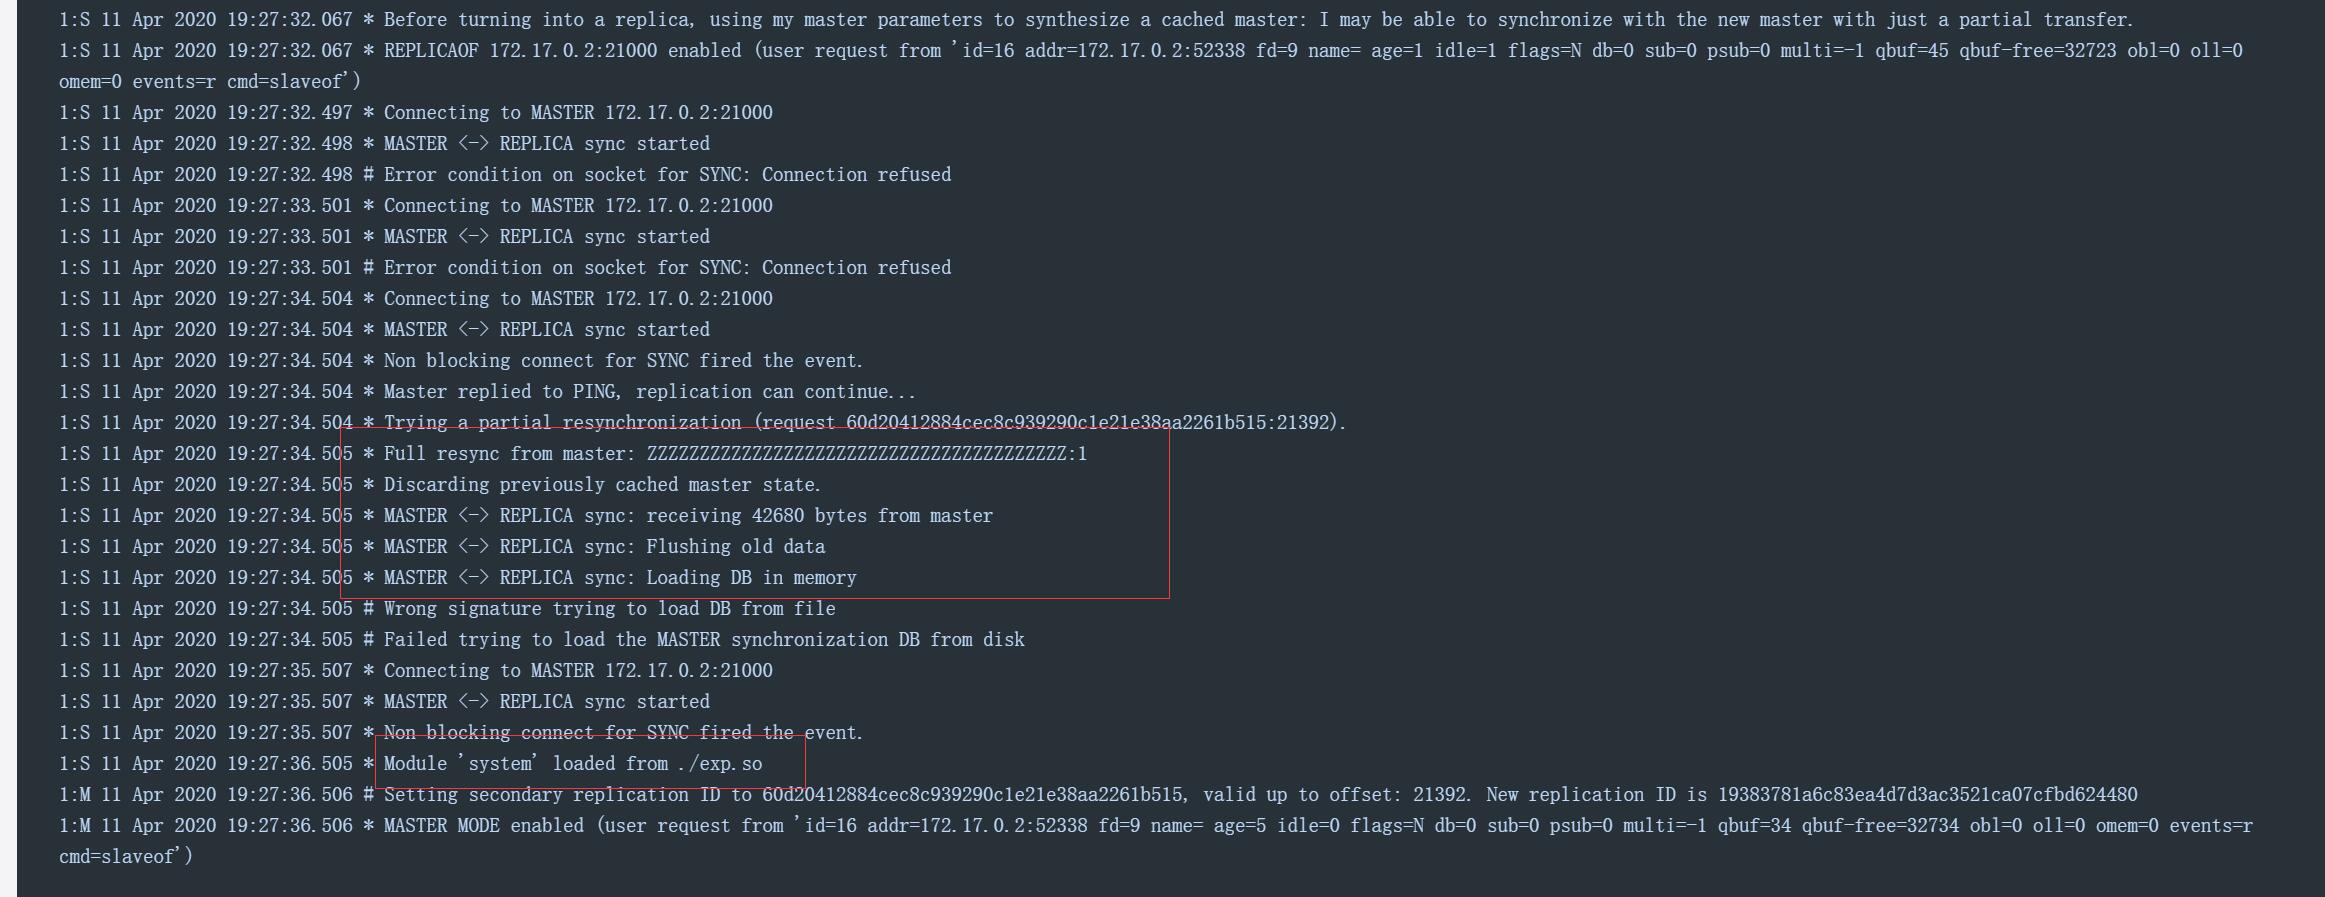 1:S 11 Apr 2020 19:27:32.067 * Before turning into a replica, using my master parameters to synthesize a cached master: I may be able to synchronize with the new master with just a partial transfer.
1:S 11 Apr 2020 19:27:32.067 * REPLICAOF 172.17.0.2:21000 enabled (user request from 'id=16 addr=172.17.0.2:52338 fd=9 name= age=1 idle=1 flags=N db=0 sub=0 psub=0 multi=-1 qbuf=45 qbuf-free=32723 obl=0 oll=0
omem=0 events=r cmd=slaveof')
1:S 11 Apr 2020 19:27:32.497 * Connecting to MASTER 172.17.0.2:21000
1:S 11 Apr 2020 19:27:32.498 * MASTER <-> REPLICA sync started
1:S 11 Apr 2020 19:27:32.498 # Error condition on socket for SYNC: Connection refused
1:S 11 Apr 2020 19:27:33.501 * Connecting to MASTER 172.17.0.2:21000
1:S 11 Apr 2020 19:27:33.501 * MASTER <-> REPLICA sync started
1:S 11 Apr 2020 19:27:33.501 # Error condition on socket for SYNC: Connection refused
1:S 11 Apr 2020 19:27:34.504 * Connecting to MASTER 172.17.0.2:21000
1:S 11 Apr 2020 19:27:34.504 * MASTER <-> REPLICA sync started
1:S 11 Apr 2020 19:27:34.504 * Non blocking connect for SYNC fired the event.
1:S 11 Apr 2020 19:27:34.504 * Master replied to PING, replication can continue...
1:S 11 Apr 2020 19:27:34.504 * Trying a partial resynchronization (request 60d20412884cec8c939290c1e21e38aa2261b515:21392).
1:S 11 Apr 2020 19:27:34.505 * Full resync from master: ZZZZZZZZZZZZZZZZZZZZZZZZZZZZZZZZZZZZZZZZ:1
1:S 11 Apr 2020 19:27:34.505 * Discarding previously cached master state.
1:S 11 Apr 2020 19:27:34.505 * MASTER <-> REPLICA sync: receiving 42680 bytes from master
1:S 11 Apr 2020 19:27:34.505 * MASTER <-> REPLICA sync: Flushing old data
1:S 11 Apr 2020 19:27:34.505 * MASTER <-> REPLICA sync: Loading DB in memory
1:S 11 Apr 2020 19:27:34.505 # Wrong signature trying to load DB from file
1:S 11 Apr 2020 19:27:34.505 # Failed trying to load the MASTER synchronization DB from disk
1:S 11 Apr 2020 19:27:35.507 * Connecting to MASTER 172.17.0.2:21000
1:S 11 Apr 2020 19:27:35.507 * MASTER <-> REPLICA sync started
1:S 11 Apr 2020 19:27:35.507 * Non blocking connect for SYNC fired the event.
1:S 11 Apr 2020 19:27:36.505 * Module 'system' loaded from ./exp.so
1:M 11 Apr 2020 19:27:36.506 # Setting secondary replication ID to 60d20412884cec8c939290c1e21e38aa2261b515, valid up to offset: 21392. New replication ID is 19383781a6c83ea4d7d3ac3521ca07cfbd624480
1:M 11 Apr 2020 19:27:36.506 * MASTER MODE enabled (user request from 'id=16 addr=172.17.0.2:52338 fd=9 name= age=5 idle=0 flags=N db=0 sub=0 psub=0 multi=-1 qbuf=34 qbuf-free=32734 obl=0 oll=0 omem=0 events=r
cmd=slaveof')